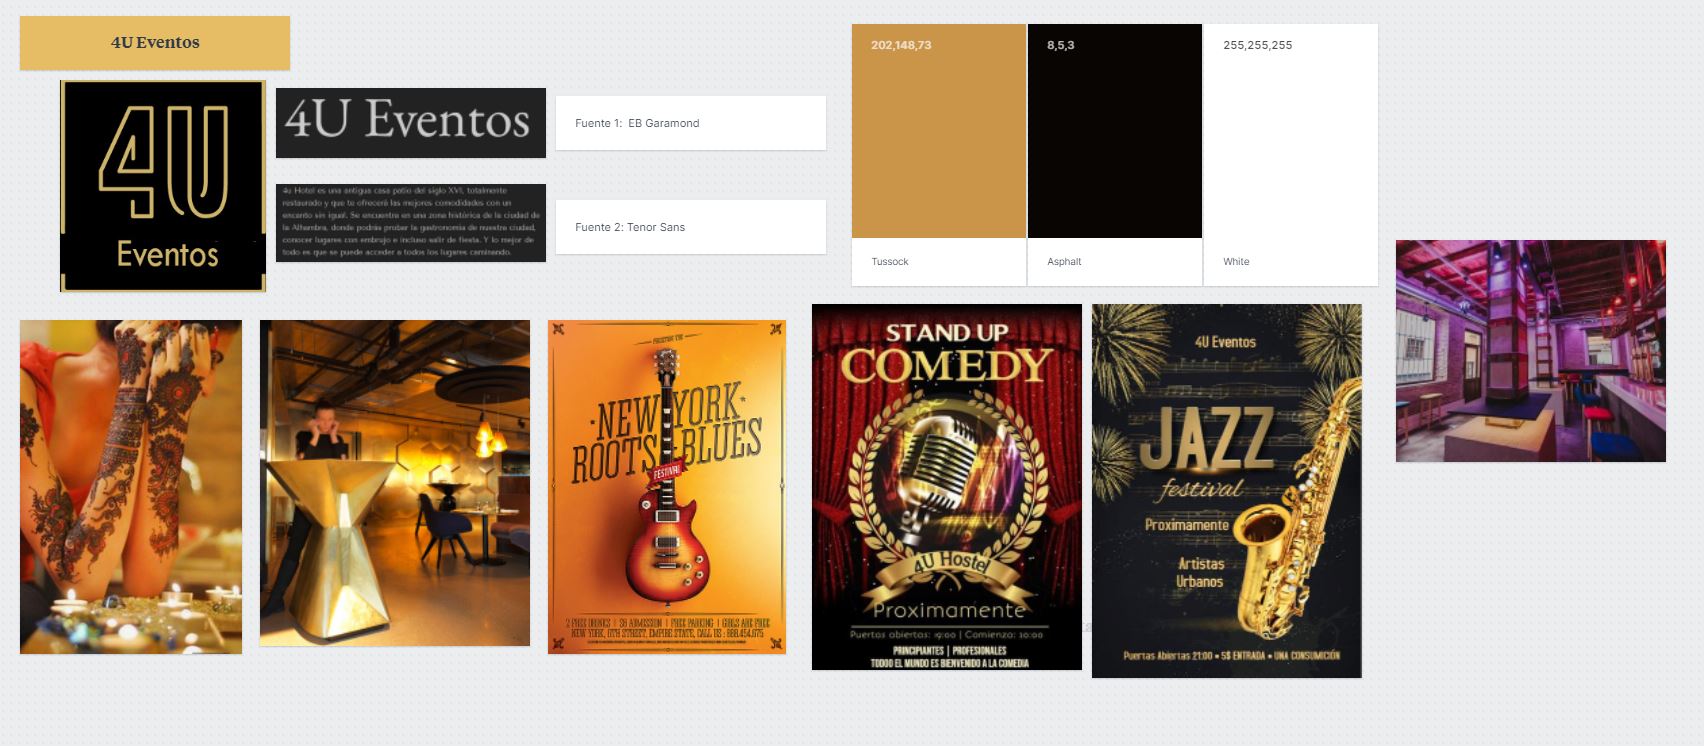 4U Eventos
4U
Eventos
4U Eventos
Fuente 1: EB Garamond
4u Hotel es una antigua casa patio del siglo XVI, totalmente
restaurado y que te ofrecerá las mejores comodidades con un
encanto sin igual. Se encuentra en una zona histórica de la ciudad de
la Alhambra, donde podrás probar la gastronomía de nuestra ciudad,
conocer lugares con embrujo e incluso salir de fiesta. Y lo mejor de
todo es que se puede acceder a todos los lugares caminando.
Fuente 2: Tenor Sans
202,148,73
8,5,3
255,255,255
Tussock
Asphalt
White
NEW YORK
ROOTS & BLUES
FESTIVAL
2 FREE DRINKS | $6 ADMISSION | FREE PARKING | GIRLS ARE FREE
NEW YORK, 6TH STREET, EMPIRE STATE, CALL US : 888.454.675
STAND UP
COMEDY
4U Hostel
Proximamente
Puertas abiertas: 19:00 | Comienzo: 20:00
PRINCIPIANTES | PROFESIONALES
TODOO EL MUNDO ES BIENVENIDO A LA COMEDIA
4U Eventos
JAZZ
festival
Proximamente
Artistas
Urbanos
Puertas Abiertas 21:00 • 5$ ENTRADA • UNA CONSUMICIÓN